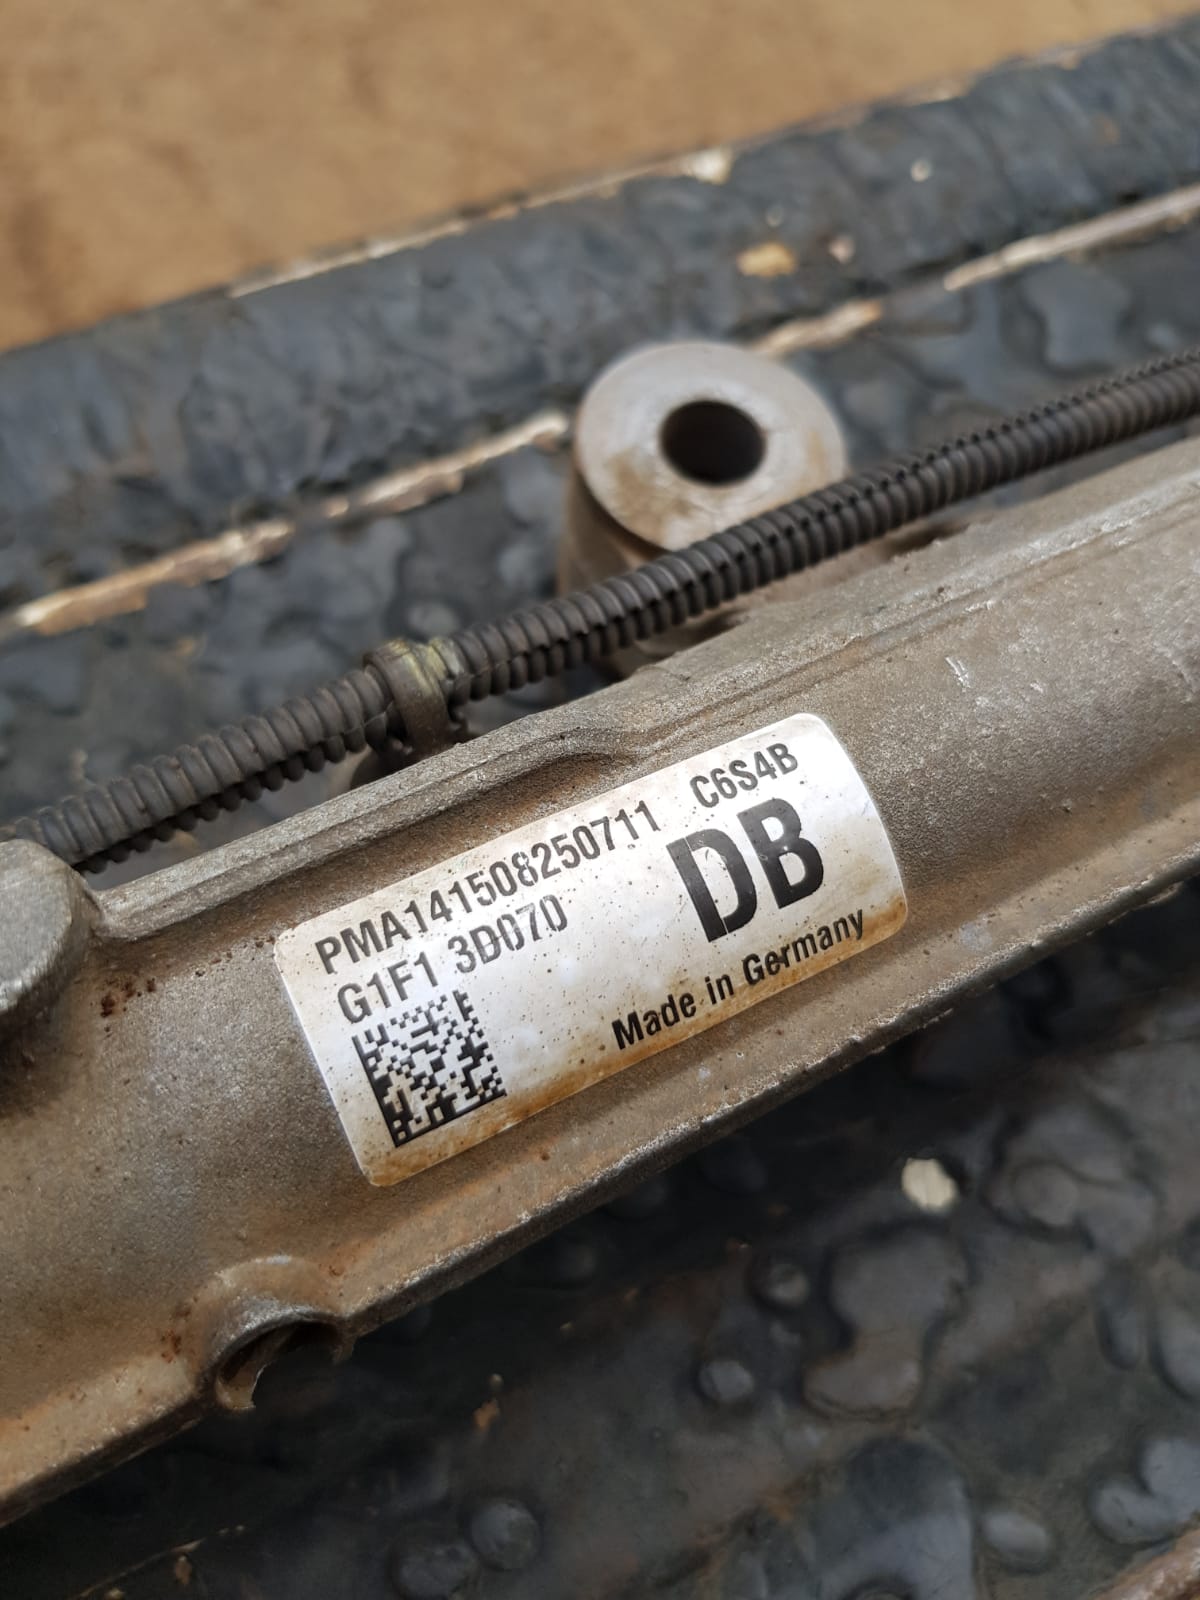 PMA141508250711 C6S4B
G1F1 3D070
DB
Made in Germany